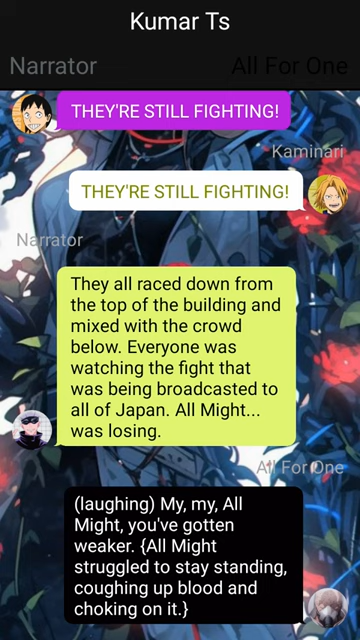 Kumar Ts
Narrator
All For One
THEY'RE STILL FIGHTING!
Kaminari
THEY'RE STILL FIGHTING!
Narrator
They all raced down from
the top of the building and
mixed with the crowd
below. Everyone was
watching the fight that
was being broadcasted to
all of Japan. All Might...
was losing.
All For One
(laughing) My, my, All
Might, you've gotten
weaker. {All Might
struggled to stay standing,
coughing up blood and
choking on it.}